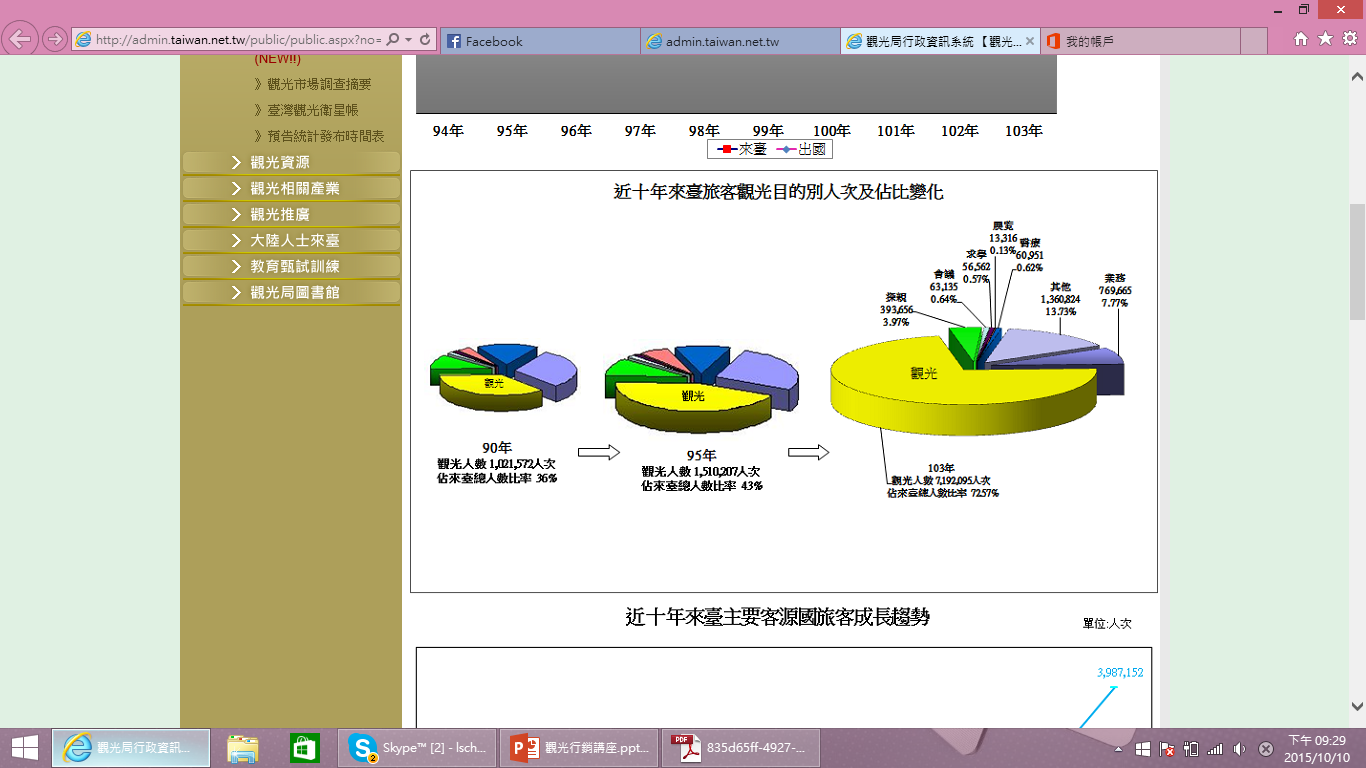 http://admin.taiwan.net.tw/public/public.aspx?no=
Facebook
admin.taiwan.net.tw
觀光局行政資訊系統 【觀光...
我的帳戶
(NEW!!)
》觀光市場調查摘要
》臺灣觀光衛星帳
》預告統計發布時間表
觀光資源
觀光相關產業
觀光推廣
大陸人士來臺
教育甄試訓練
觀光局圖書館
94年 95年 96年 97年 98年 99年 100年 101年 102年 103年
來臺 出國
近十年來臺旅客觀光目的別人次及佔比變化
觀光
90年
觀光人數 1,021,572人次
佔來臺總人數比率 36%
觀光
95年
觀光人數 1,510,207人次
佔來臺總人數比率 43%
探親
393,656
3.97%
會議
63,135
0.64%
求學
56,562
0.57%
展覽
13,316
0.13%
醫療
60,951
0.62%
其他
1,360,824
13.73%
業務
769,665
7.77%
觀光
103年
觀光人數 7,192,095人次
佔來臺總人數比率 72.57%
近十年來臺主要客源國旅客成長趨勢
單位:人次
3,987,152
觀光局行政資訊...
2
Skype™ [2] - lsch...
觀光行銷講座.ppt...
835d65ff-4927-...
下午 09:29
2015/10/10